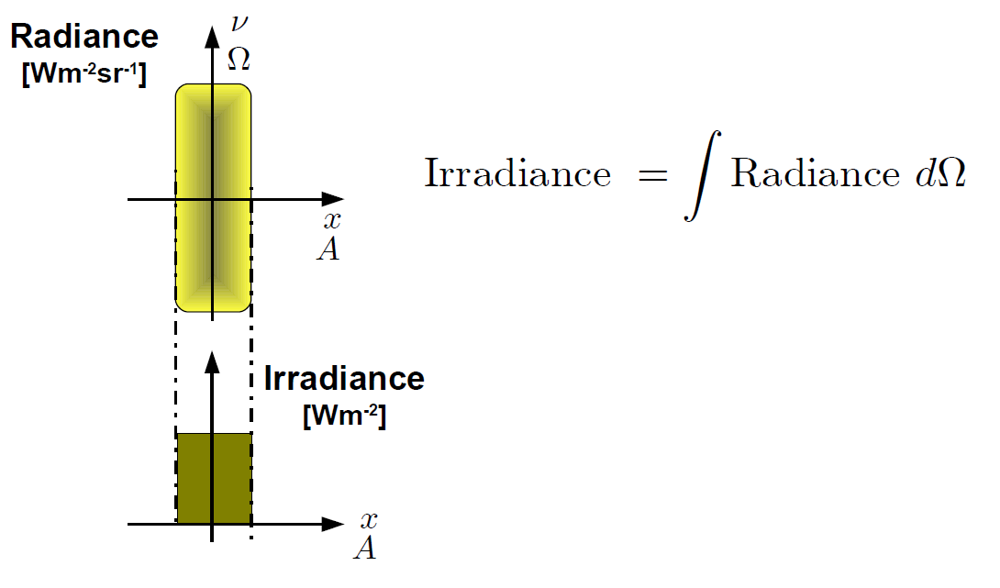 Radiance
[Wm⁻²sr⁻¹]
ν
Ω
x
A
Irradiance = ∫ Radiance dΩ
Irradiance
[Wm⁻²]
x
A